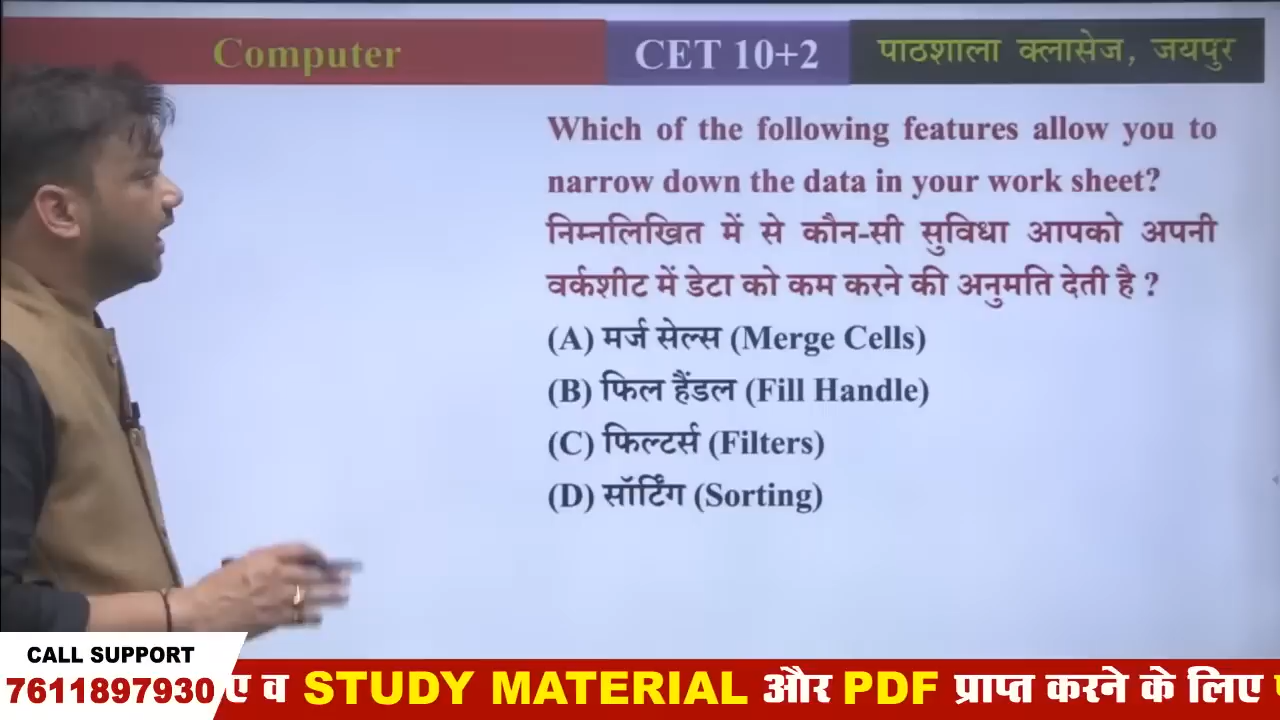 Computer
CET 10+2
पाठशाला क्लासेज, जयपुर
Which of the following features allow you to
narrow down the data in your work sheet?
निम्नलिखित में से कौन-सी सुविधा आपको अपनी
वर्कशीट में डेटा को कम करने की अनुमति देती है ?
(A) मर्ज सेल्स (Merge Cells)
(B) फिल हैंडल (Fill Handle)
(C) फिल्टर्स (Filters)
(D) सॉर्टिंग (Sorting)
CALL SUPPORT
7611897930
व STUDY MATERIAL और PDF प्राप्त करने के लिए